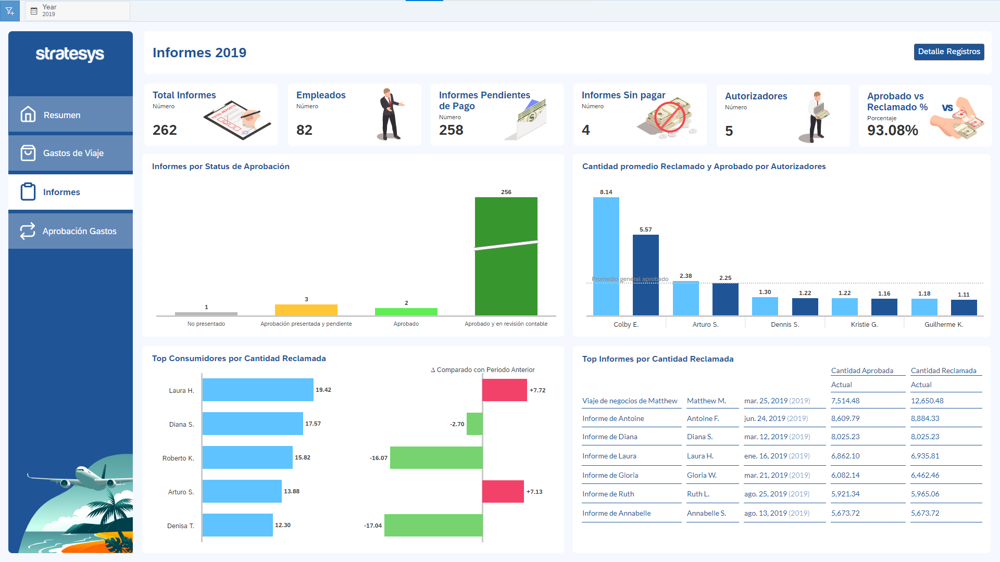 Year
2019
stratesys
Resumen
Gastos de Viaje
Informes
Aprobación Gastos
Informes 2019
Detalle Registros
Total Informes
Número
262
TOTAL REPORTS
Empleados
Número
82
Informes Pendientes
de Pago
Número
258
Informes Sin pagar
Número
4
Autorizadores
Número
5
Aprobado vs
Reclamado %
Porcentaje
93.08%
VS
Informes por Status de Aprobación
256
3
2
1
No presentado
Aprobación presentada y pendiente
Aprobado
Aprobado y en revisión contable
Cantidad promedio Reclamado y Aprobado por Autorizadores
8.14
5.57
Promedio general aprobado
2.38
2.25
1.30
1.22
1.22
1.16
1.18
1.11
Colby E.
Arturo S.
Dennis S.
Kristie G.
Guilherme K.
Top Consumidores por Cantidad Reclamada
Δ Comparado con Periodo Anterior
Laura H. 19.42 +7.72
Diana S. 17.57 -2.70
Roberto K. 15.82 -16.07
Arturo S. 13.88 +7.13
Denisa T. 12.30 -17.04
Top Informes por Cantidad Reclamada
Cantidad Aprobada Cantidad Reclamada
Actual Actual
Viaje de negocios de Matthew Matthew M. mar. 25, 2019 (2019) 7,514.48 12,650.48
Informe de Antoine Antoine F. jun. 24, 2019 (2019) 8,609.79 8,884.33
Informe de Diana Diana S. mar. 12, 2019 (2019) 8,025.23 8,025.23
Informe de Laura Laura H. ene. 16, 2019 (2019) 6,862.10 6,935.81
Informe de Gloria Gloria W. mar. 21, 2019 (2019) 6,082.14 6,462.46
Informe de Ruth Ruth L. ago. 25, 2019 (2019) 5,921.34 5,965.06
Informe de Annabelle Annabelle S. ago. 13, 2019 (2019) 5,673.72 5,673.72